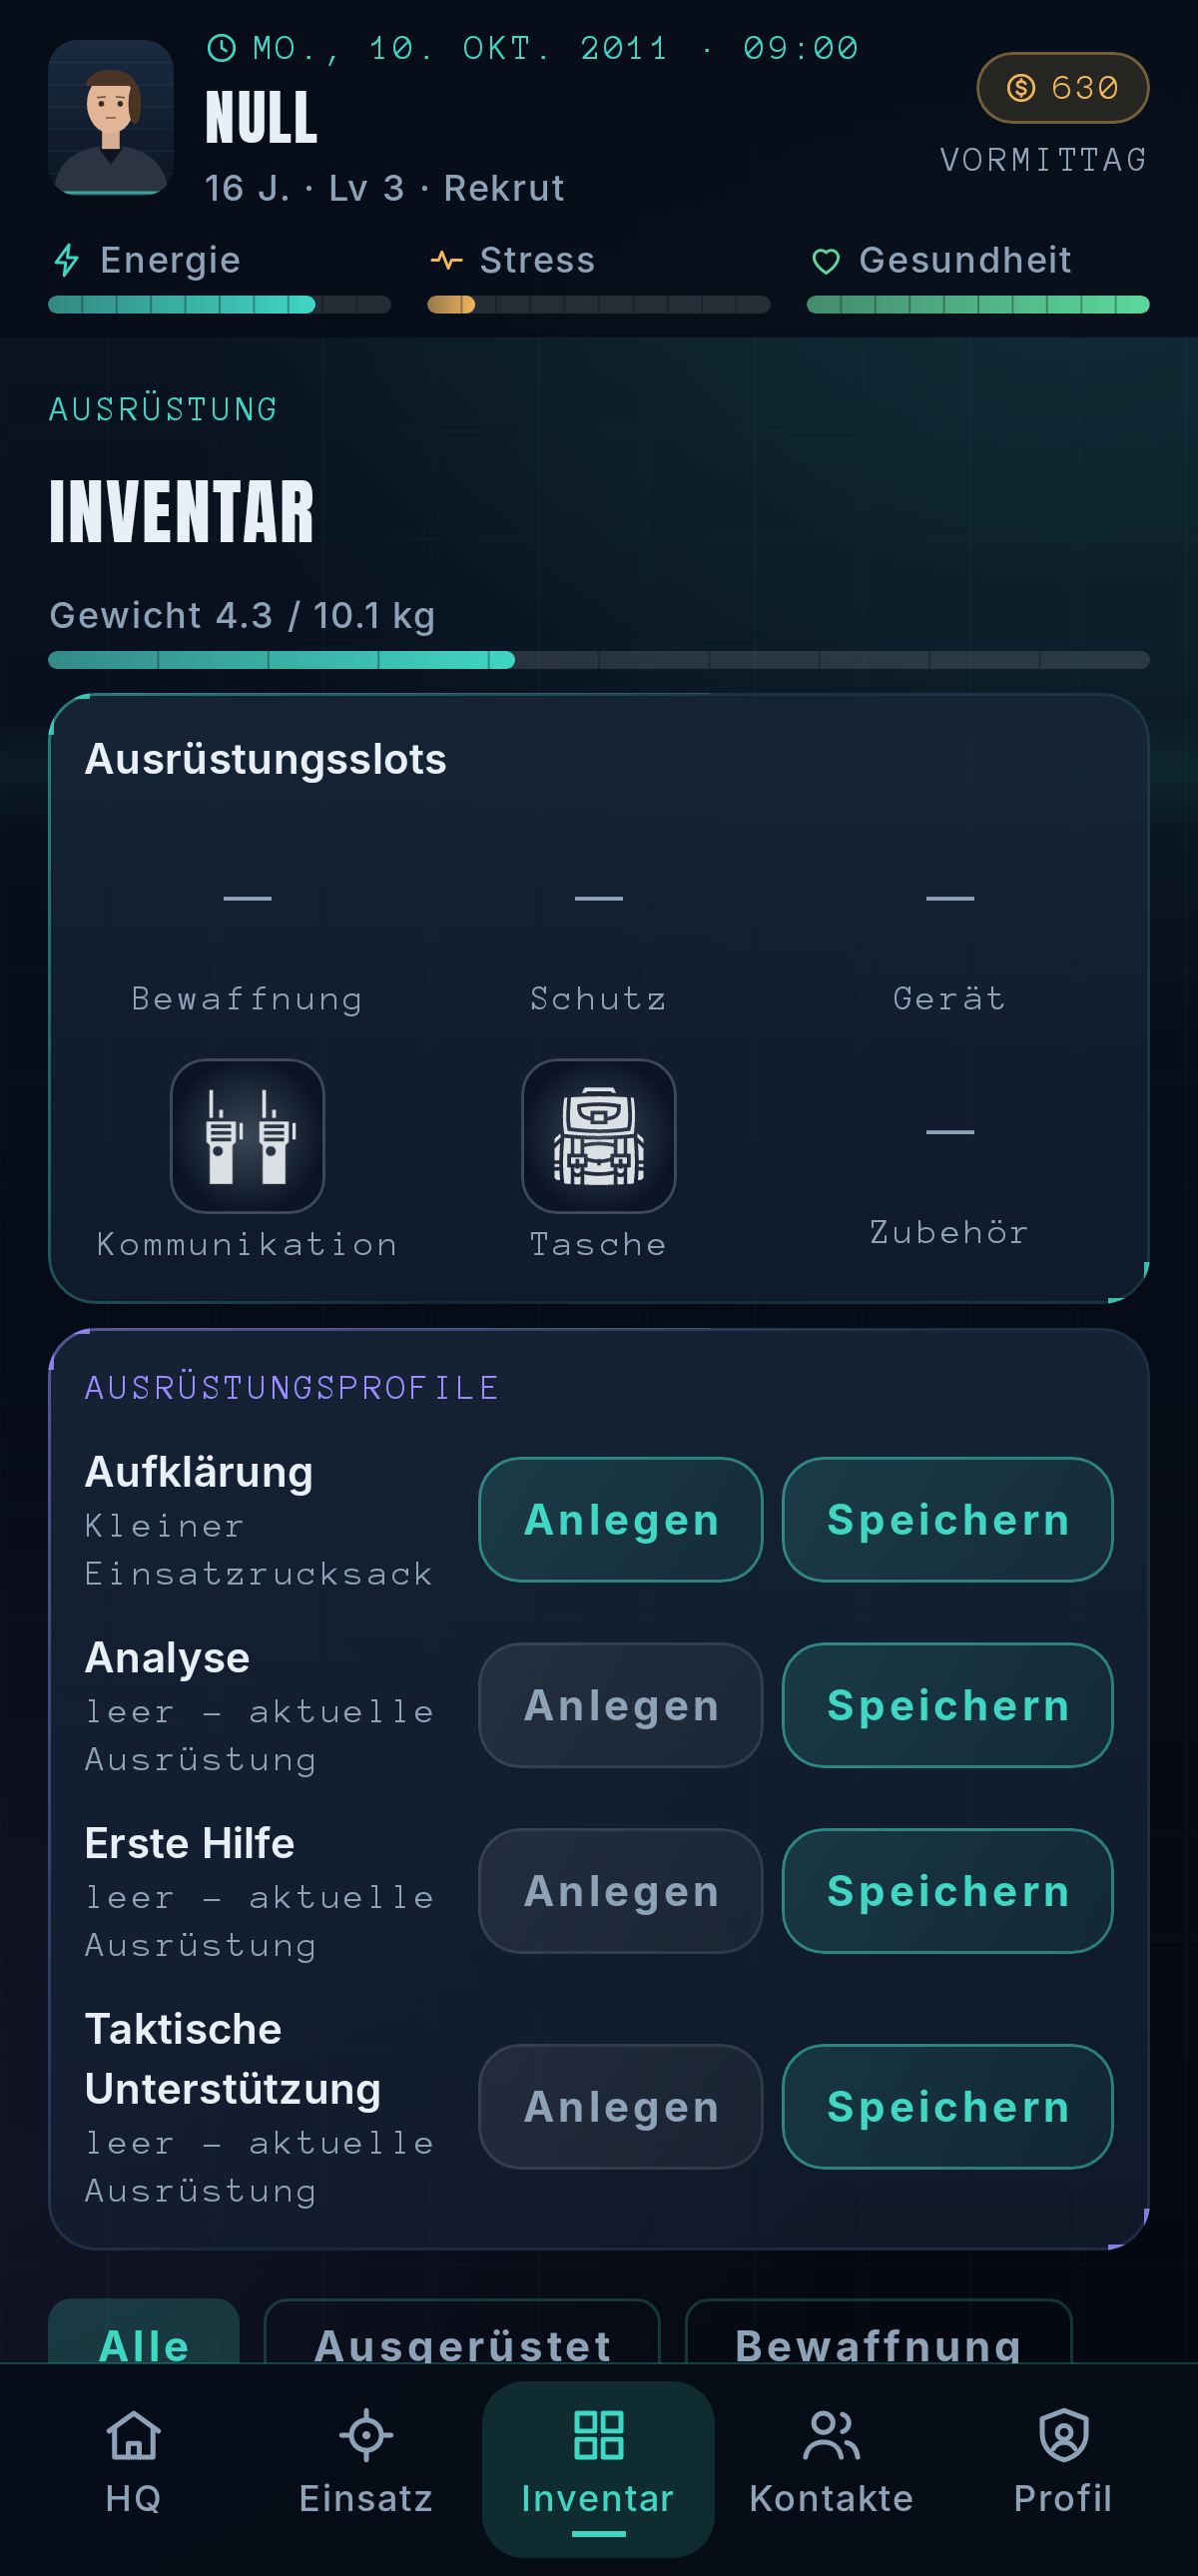 MO., 10. OKT. 2011 · 09:00
NULL
16 J. · Lv 3 · Rekrut
630
VORMITTAG
Energie
Stress
Gesundheit
AUSRÜSTUNG
INVENTAR
Gewicht 4.3 / 10.1 kg
Ausrüstungsslots
— — —
Bewaffnung Schutz Gerät
—
Kommunikation Tasche Zubehör
AUSRÜSTUNGSPROFILE
Aufklärung
Kleiner
Einsatzrucksack
Anlegen Speichern
Analyse
leer – aktuelle
Ausrüstung
Anlegen Speichern
Erste Hilfe
leer – aktuelle
Ausrüstung
Anlegen Speichern
Taktische
Unterstützung
leer – aktuelle
Ausrüstung
Anlegen Speichern
Alle Ausgerüstet Bewaffnung
HQ Einsatz Inventar Kontakte Profil